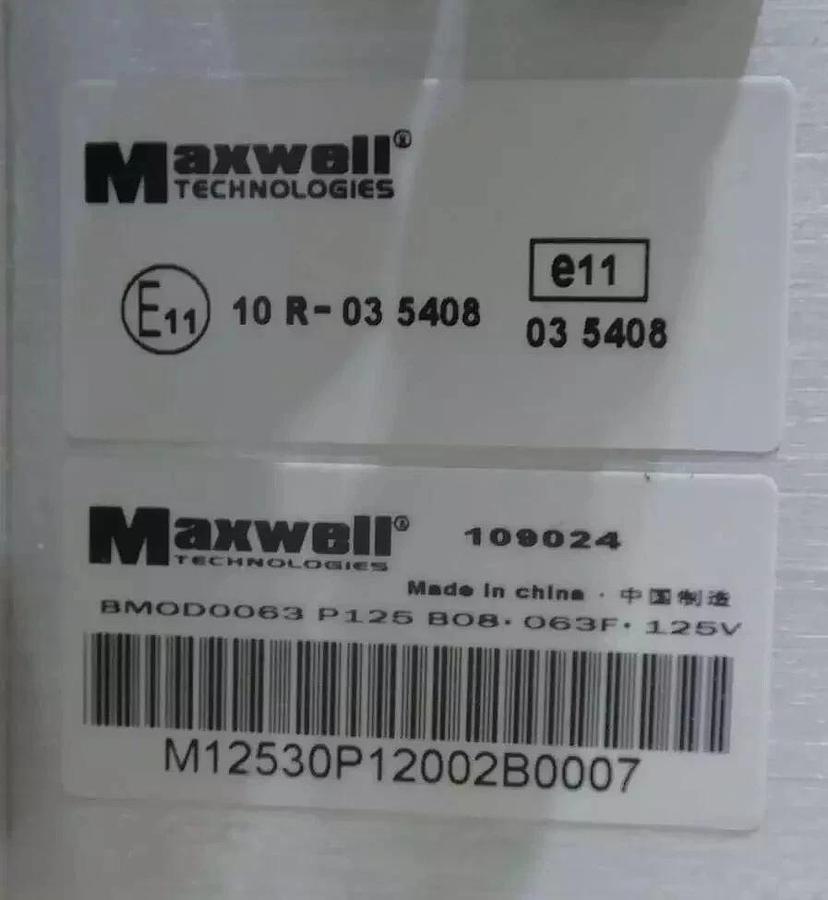 Maxwell®
TECHNOLOGIES
E11 10 R-03 5408
e11
03 5408
Maxwell®
TECHNOLOGIES
109024
Made in china · 中国制造
BMOD0063 P125 B08· 063F· 125V
M12530P12002B0007